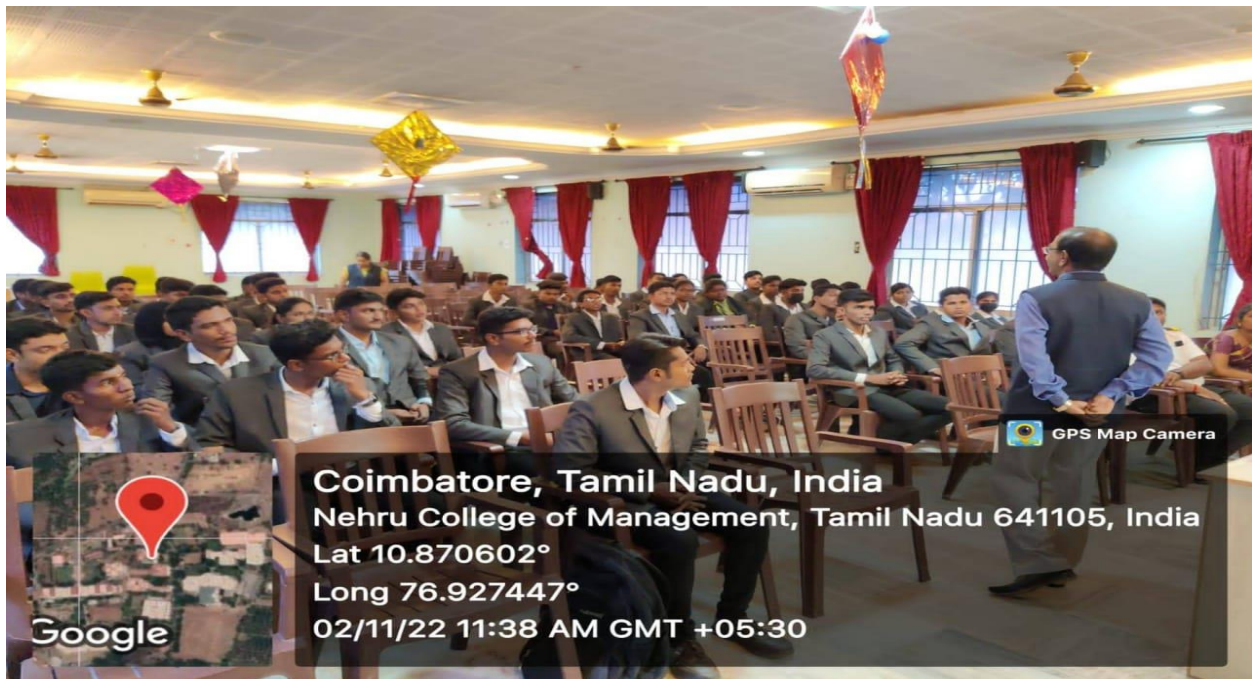 GPS Map Camera
Coimbatore, Tamil Nadu, India
Nehru College of Management, Tamil Nadu 641105, India
Lat 10.870602°
Long 76.927447°
02/11/22 11:38 AM GMT +05:30
Google